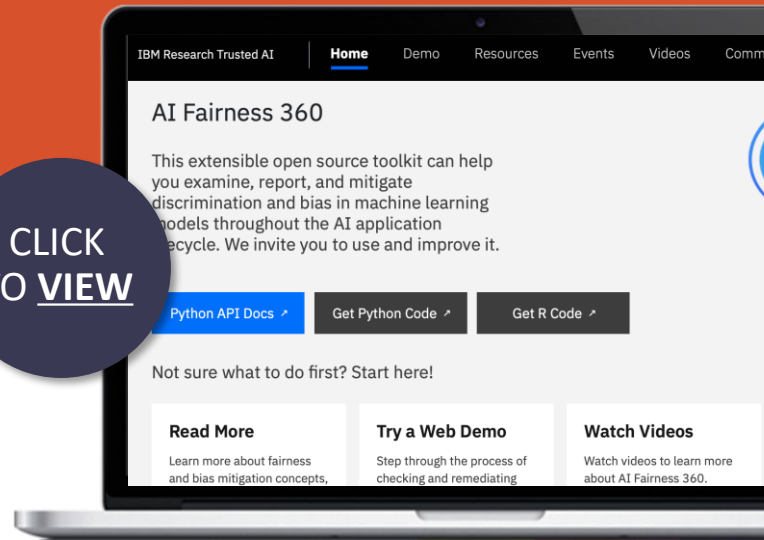 IBM Research Trusted AI
Home
Demo
Resources
Events
Videos
AI Fairness 360
This extensible open source toolkit can help
you examine, report, and mitigate
discrimination and bias in machine learning
models throughout the AI application
lifecycle. We invite you to use and improve it.
CLICK
TO VIEW
Python API Docs ↗
Get Python Code ↗
Get R Code ↗
Not sure what to do first? Start here!
Read More
Learn more about fairness
and bias mitigation concepts,
Try a Web Demo
Step through the process of
checking and remediating
Watch Videos
Watch videos to learn more
about AI Fairness 360.